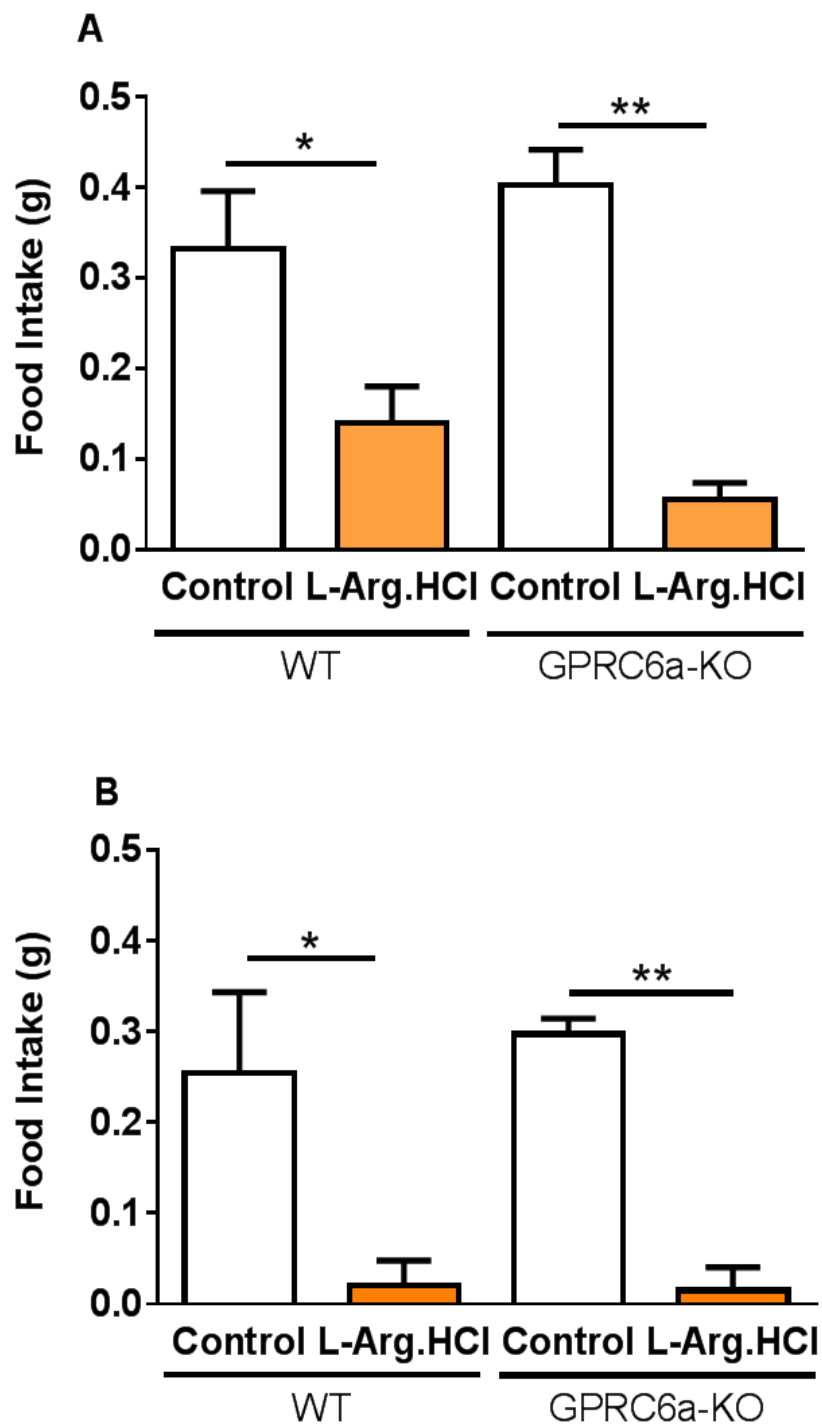 A
0.5
0.4
0.3
0.2
0.1
0.0
Food Intake (g)
*
**
Control L-Arg.HCl Control L-Arg.HCl
WT GPRC6a-KO
B
0.5
0.4
0.3
0.2
0.1
0.0
Food Intake (g)
*
**
Control L-Arg.HCl Control L-Arg.HCl
WT GPRC6a-KO